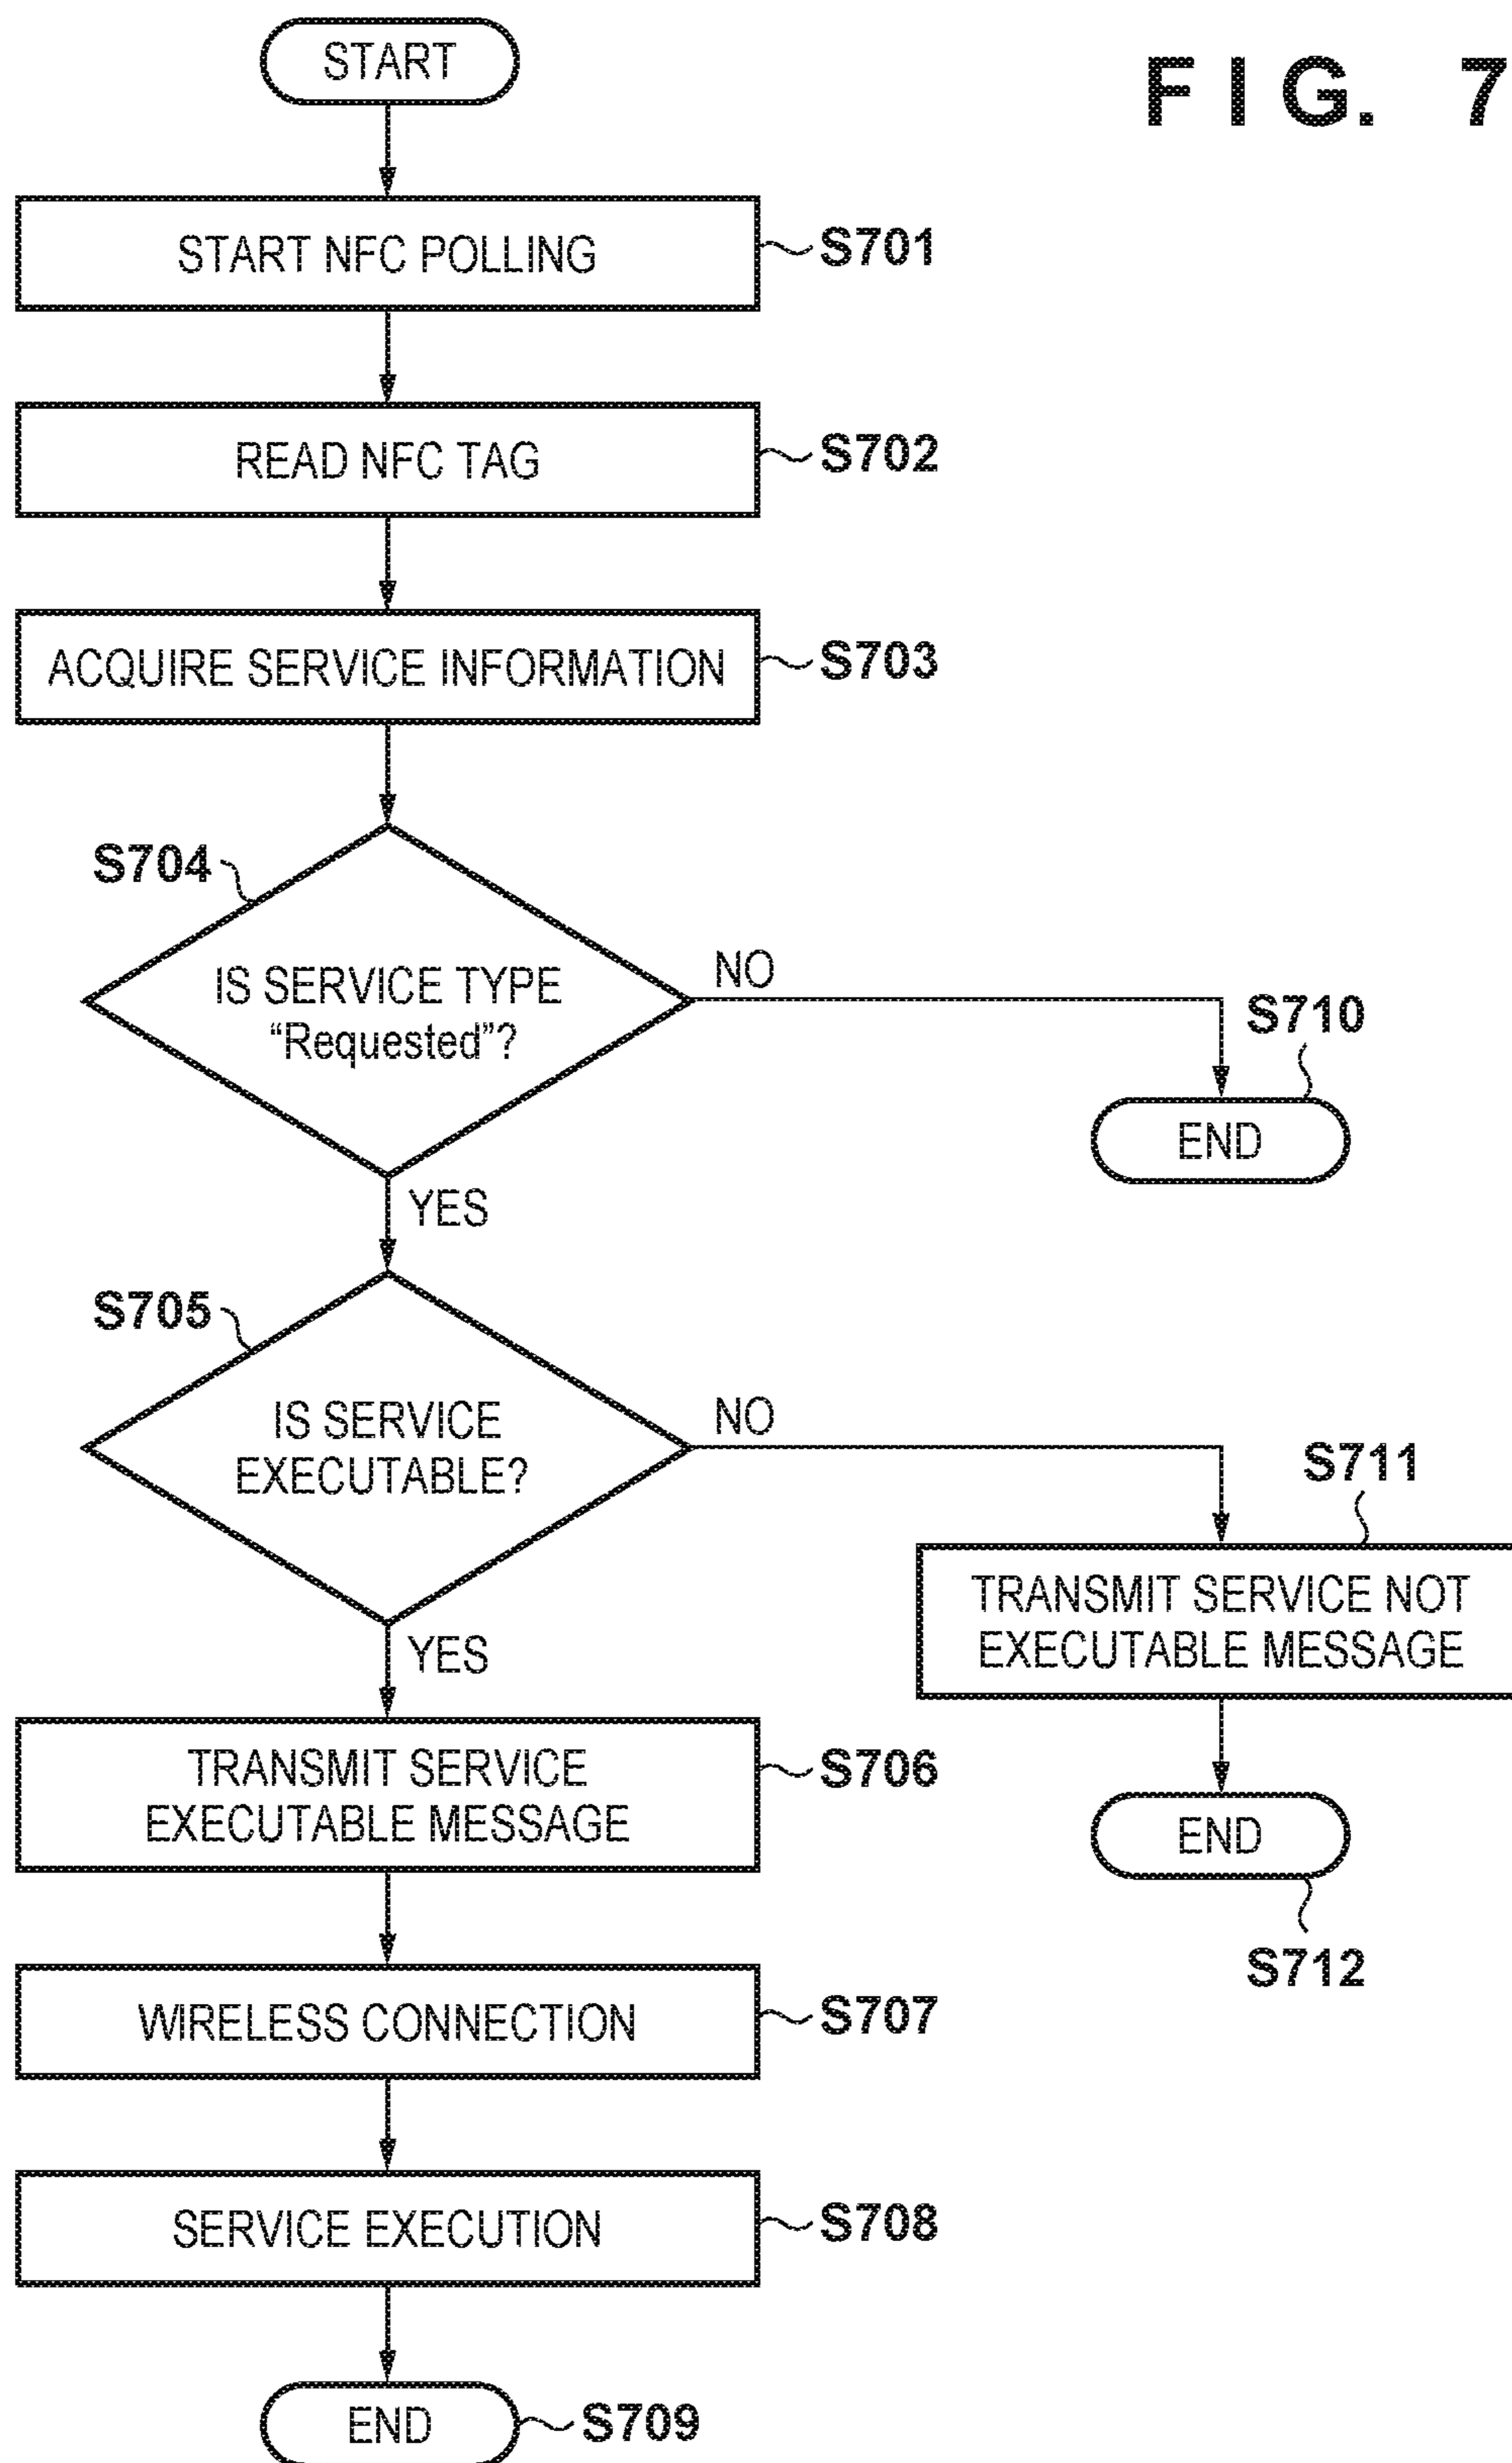 FIG. 7
START
START NFC POLLING
S701
READ NFC TAG
S702
ACQUIRE SERVICE INFORMATION
S703
S704
IS SERVICE TYPE
“Requested”?
NO
S710
END
YES
S705
IS SERVICE
EXECUTABLE?
NO
S711
TRANSMIT SERVICE NOT
EXECUTABLE MESSAGE
YES
TRANSMIT SERVICE
EXECUTABLE MESSAGE
S706
END
S712
WIRELESS CONNECTION
S707
SERVICE EXECUTION
S708
END
S709